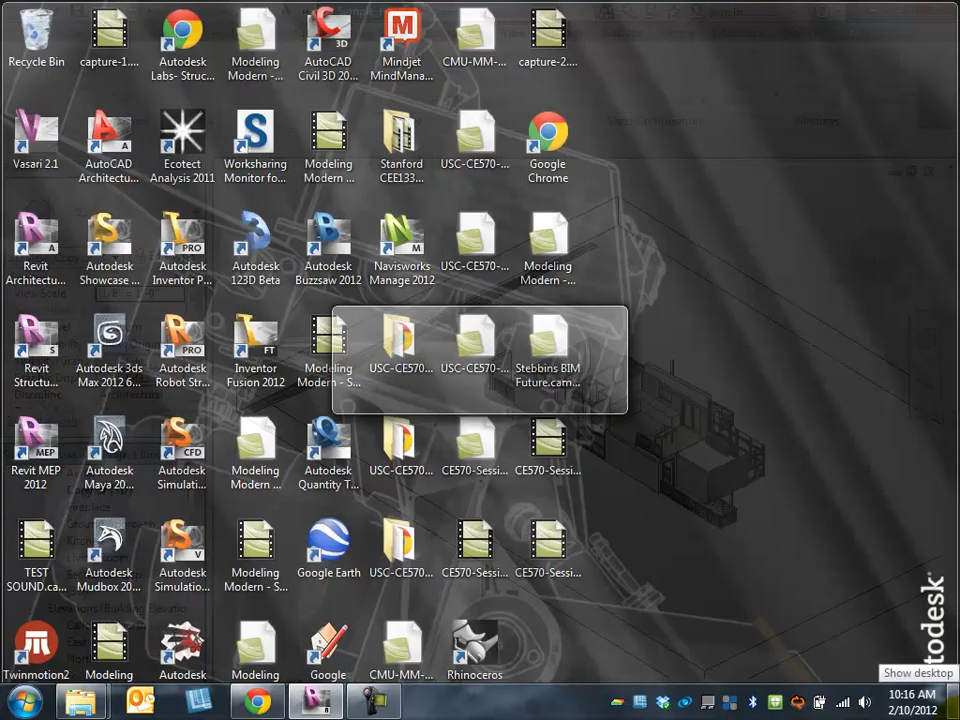 Recycle Bin
capture-1....
Autodesk
Labs- Struc...
Modeling
Modern -...
AutoCAD
Civil 3D 20...
Mindjet
MindMana...
CMU-MM-...
capture-2....
Vasari 2.1
AutoCAD
Architectu...
Ecotect
Analysis 2011
Worksharing
Monitor fo...
Modeling
Modern ...
Stanford
CEE133...
USC-CE570-...
Google
Chrome
Revit
Architectu...
Autodesk
Showcase ...
Autodesk
Inventor P...
Autodesk
123D Beta
Autodesk
Buzzsaw 2012
Navisworks
Manage 2012
USC-CE570-...
Modeling
Modern -...
Revit
Structu...
Autodesk 3ds
Max 2012 6...
Autodesk
Robot Str...
Inventor
Fusion 2012
Modeling
Modern - S...
USC-CE570...
USC-CE570-...
Stebbins BIM
Future.cam...
Revit MEP
2012
Autodesk
Maya 20...
Autodesk
Simulati...
Modeling
Modern ...
Autodesk
Quantity T...
USC-CE570...
CE570-Sessi...
CE570-Sessi...
TEST
SOUND.ca...
Autodesk
Mudbox 20...
Autodesk
Simulatio...
Modeling
Modern - S...
Google Earth
USC-CE570...
CE570-Sessi...
CE570-Sessi...
Twinmotion2
Modeling
Autodesk
Modeling
Google
CMU-MM-...
Rhinoceros
todesk
Show desktop
10:16 AM
2/10/2012